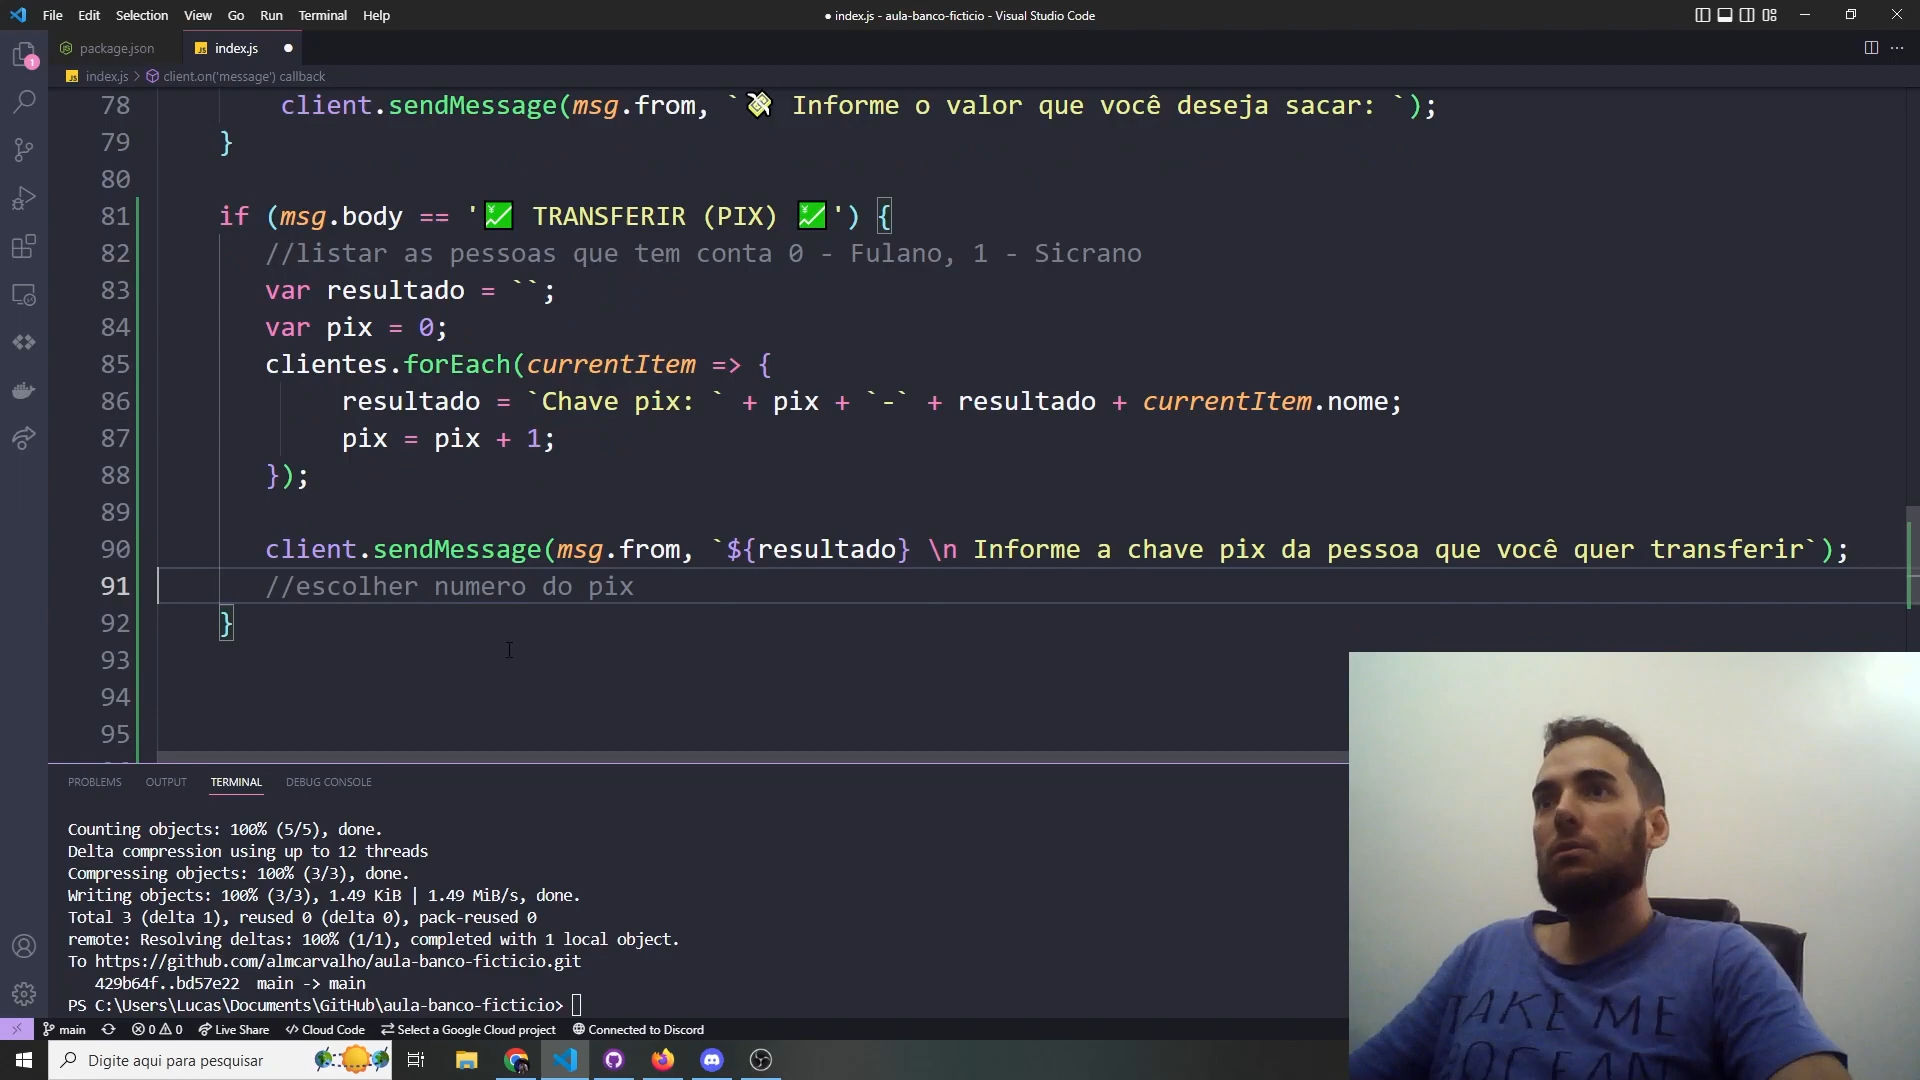 File Edit Selection View Go Run Terminal Help
● index.js - aula-banco-ficticio - Visual Studio Code
package.json
JS index.js ●
JS index.js > client.on('message') callback
78 client.sendMessage(msg.from, `💸 Informe o valor que você deseja sacar: `);
79 }
80
81 if (msg.body == '💹 TRANSFERIR (PIX) 💹') {
82 //listar as pessoas que tem conta 0 - Fulano, 1 - Sicrano
83 var resultado = ``;
84 var pix = 0;
85 clientes.forEach(currentItem => {
86 resultado = `Chave pix: ` + pix + `-` + resultado + currentItem.nome;
87 pix = pix + 1;
88 });
89
90 client.sendMessage(msg.from, `${resultado} \n Informe a chave pix da pessoa que você quer transferir`);
91 //escolher numero do pix
92 }
93
94
95
1
PROBLEMS OUTPUT TERMINAL DEBUG CONSOLE
Counting objects: 100% (5/5), done.
Delta compression using up to 12 threads
Compressing objects: 100% (3/3), done.
Writing objects: 100% (3/3), 1.49 KiB | 1.49 MiB/s, done.
Total 3 (delta 1), reused 0 (delta 0), pack-reused 0
remote: Resolving deltas: 100% (1/1), completed with 1 local object.
To https://github.com/almcarvalho/aula-banco-ficticio.git
429b64f..bd57e22 main -> main
PS C:\Users\Lucas\Documents\GitHub\aula-banco-ficticio>
main 0 0 Live Share Cloud Code Select a Google Cloud project Connected to Discord
Digite aqui para pesquisar
TAKE ME
OCEAN